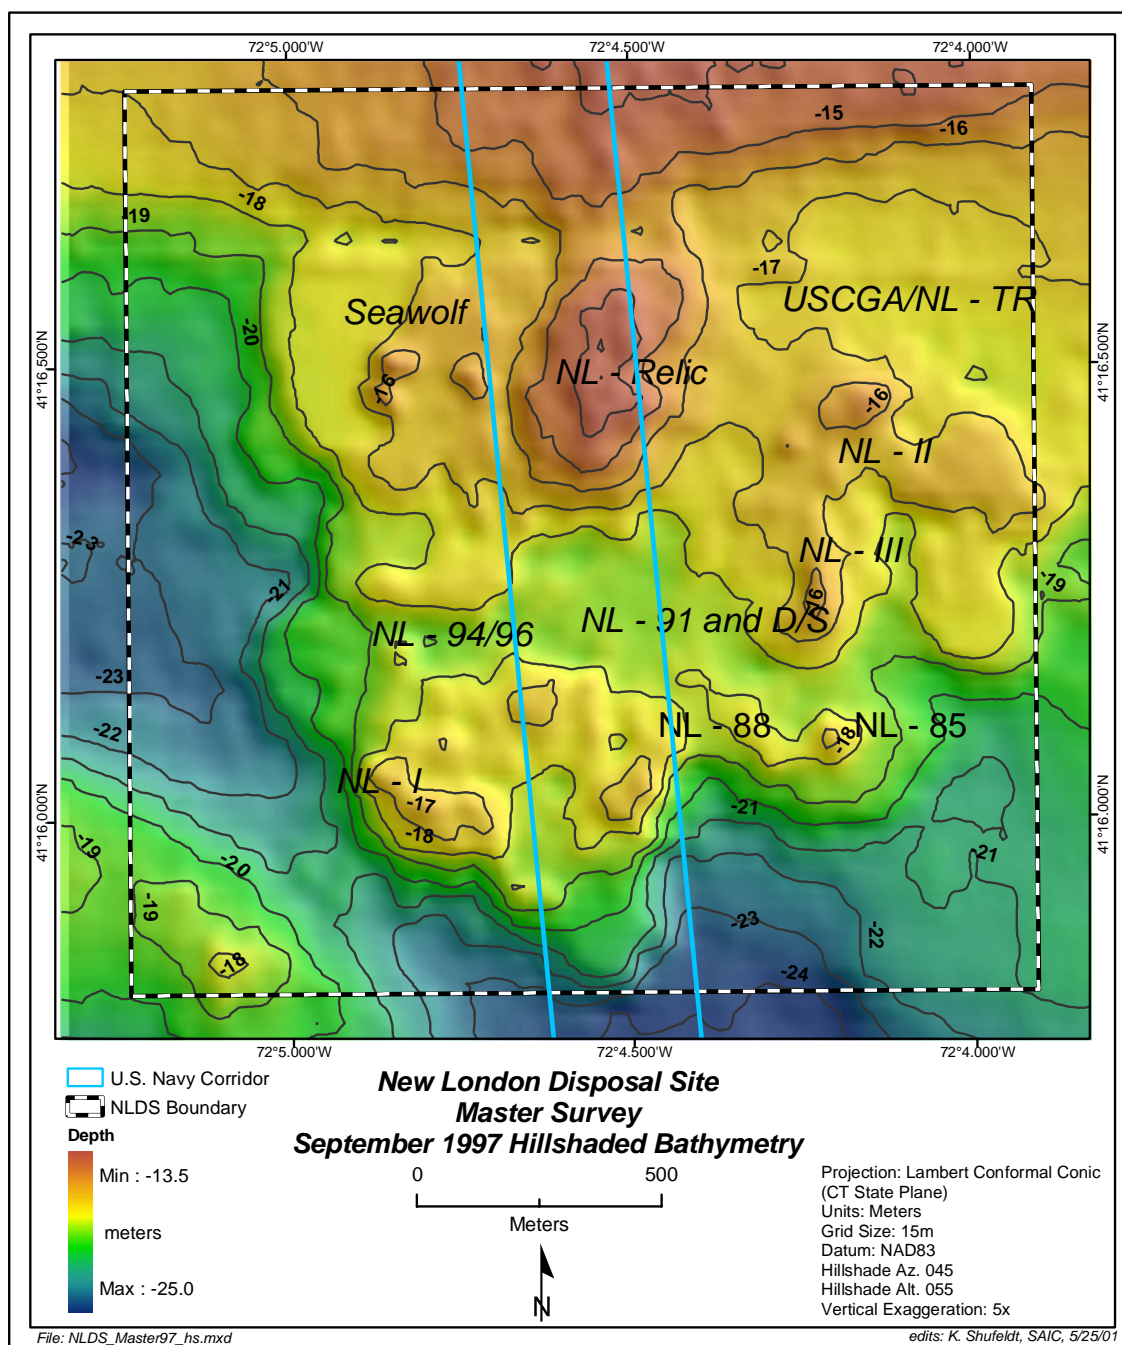 72°5.000'W
72°4.500'W
72°4.000'W
-15
-16
-18
-19
-17
USCGA/NL - TR
Seawolf
-20
41°16.500'N
41°16.500'N
NL - Relic
-16
-16
NL - II
-23
NL - III
-19
-21
-16
NL - 91 and D/S
NL - 94/96
-23
NL - 88
NL - 85
-22
-18
NL - I
-17
-21
-18
41°16.000'N
41°16.000'N
-19
-20
-21
-19
-23
-22
-18
-24
72°5.000'W
72°4.500'W
72°4.000'W
U.S. Navy Corridor
NLDS Boundary
Depth
Min : -13.5
meters
Max : -25.0
New London Disposal Site
Master Survey
September 1997 Hillshaded Bathymetry
0
500
Meters
N
Projection: Lambert Conformal Conic
(CT State Plane)
Units: Meters
Grid Size: 15m
Datum: NAD83
Hillshade Az. 045
Hillshade Alt. 055
Vertical Exaggeration: 5x
File: NLDS_Master97_hs.mxd
edits: K. Shufeldt, SAIC, 5/25/01